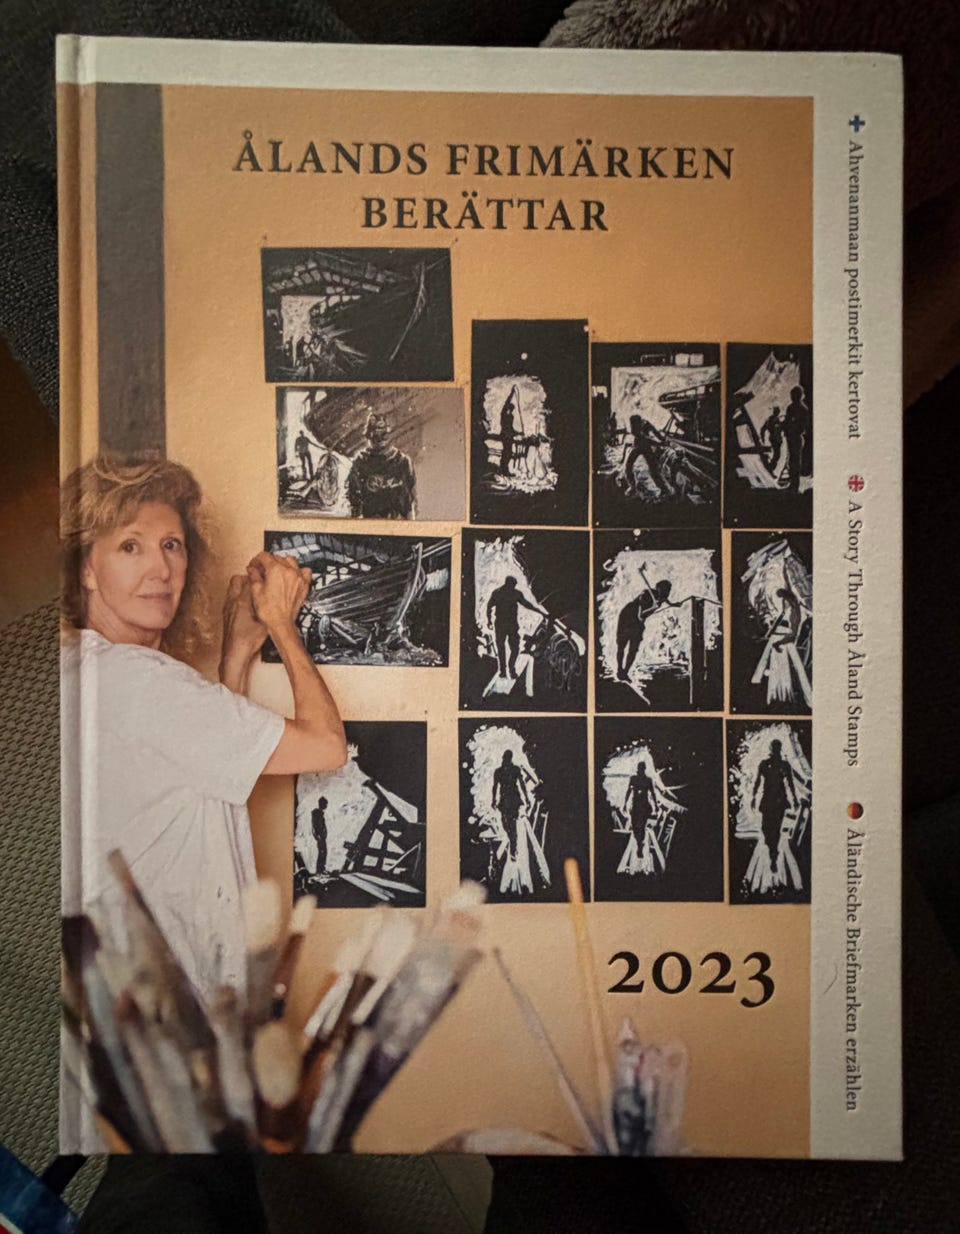 ÅLANDS FRIMÄRKEN
BERÄTTAR
2023
Ahvenanmaan postimerkit kertovat
A Story Through Åland Stamps
Åländische Briefmarken erzählen